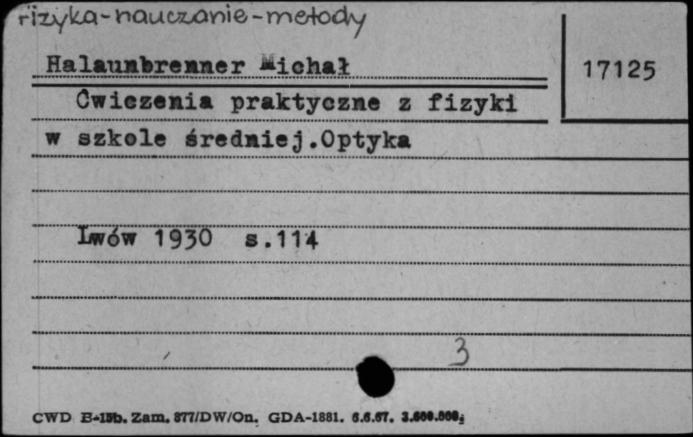 fizyka-nauczanie-metody
Halaunbrenner Michał
17125
Cwiczenia praktyczne z fizyki
w szkole średniej.Optyka
Lwów 1930 s.114
3
CWD B-15b. Zam. 877/DW/On. GDA-1881. 6.6.67. 3.600.000;